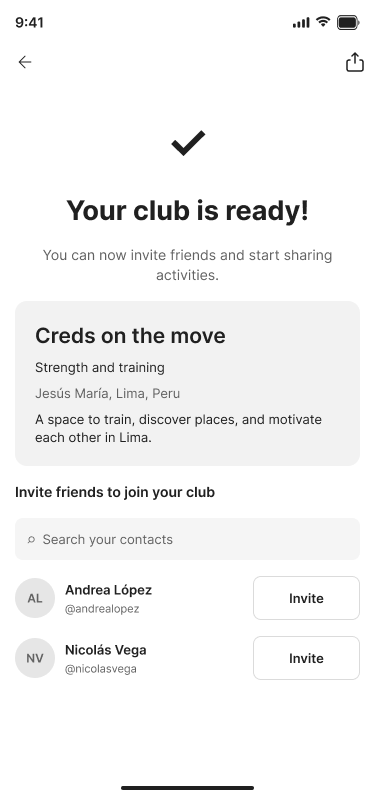 9:41
Your club is ready!
You can now invite friends and start sharing
activities.
Creds on the move
Strength and training
Jesús María, Lima, Peru
A space to train, discover places, and motivate
each other in Lima.
Invite friends to join your club
Search your contacts
AL
Andrea López
@andrealopez
Invite
NV
Nicolás Vega
@nicolasvega
Invite